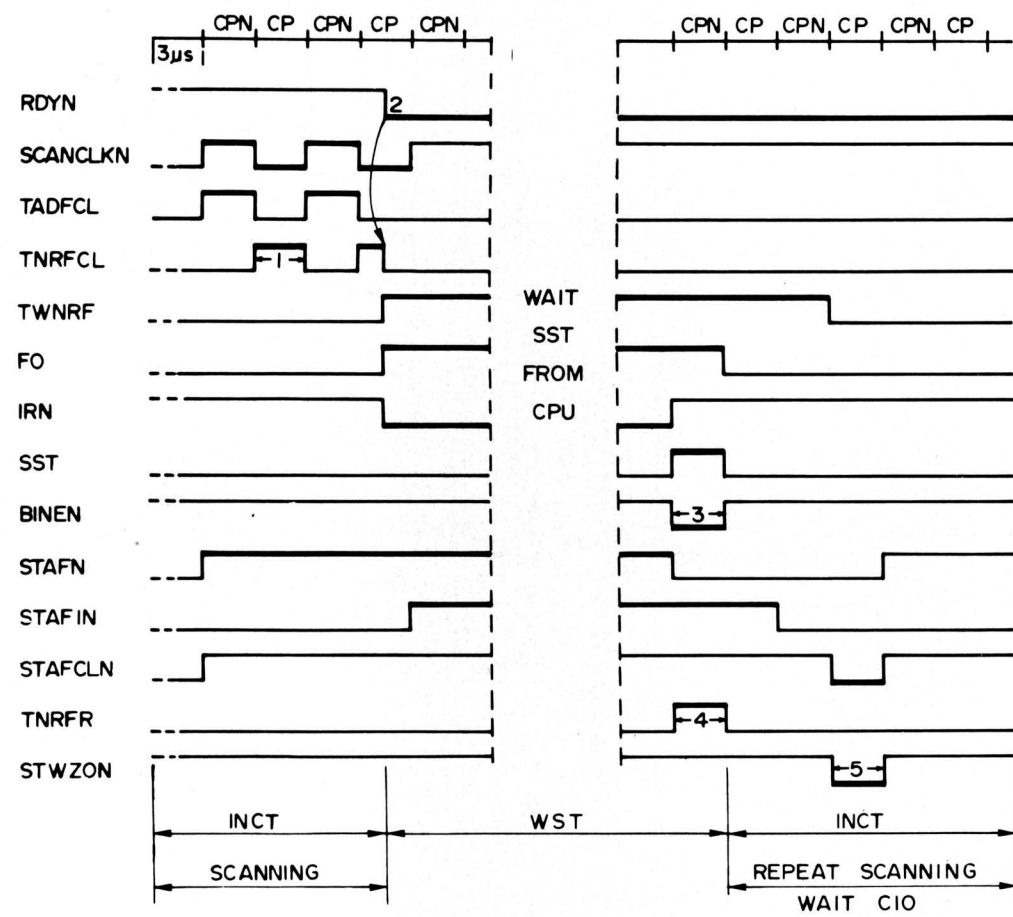 CPN CP CPN CP CPN CPN CP CPN CP CPN CP
3µs
RDYN 2
SCANCLKN
TADFCL
TNRFCL 1
TWNRF WAIT
SST
FO FROM
IRN CPU
SST
BINEN 3
STAFN
STAFIN
STAFCLN
TNRFR 4
STWZON 5
INCT WST INCT
SCANNING REPEAT SCANNING
WAIT CIO